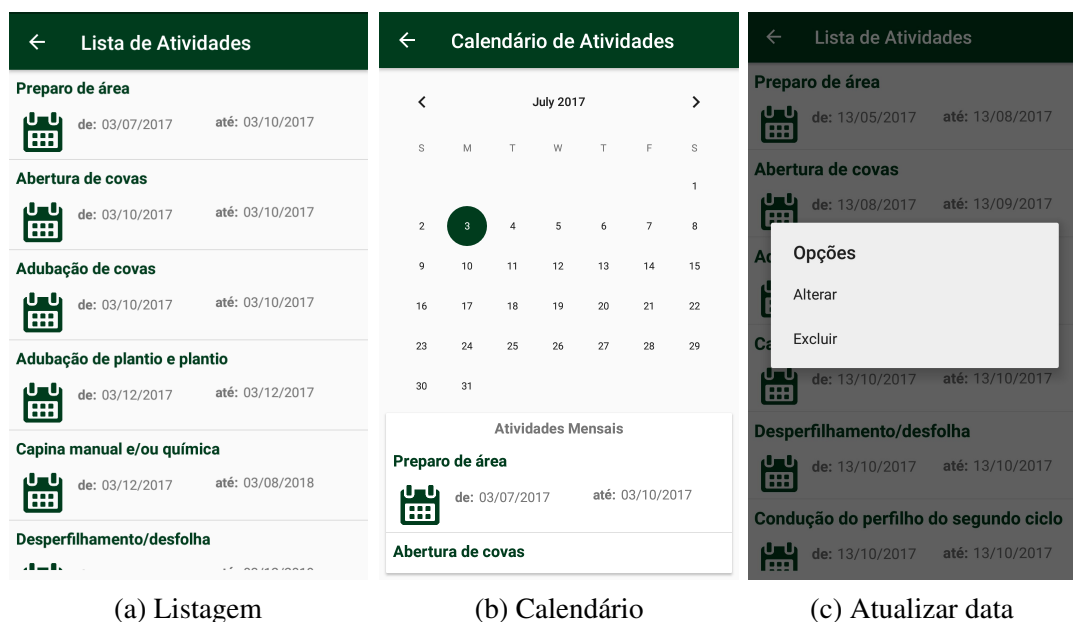 Lista de Atividades
Preparo de área
de: 03/07/2017 até: 03/10/2017
Abertura de covas
de: 03/10/2017 até: 03/10/2017
Adubação de covas
de: 03/10/2017 até: 03/10/2017
Adubação de plantio e plantio
de: 03/12/2017 até: 03/12/2017
Capina manual e/ou química
de: 03/12/2017 até: 03/08/2018
Desperfilhamento/desfolha
(a) Listagem
Calendário de Atividades
July 2017
S M T W T F S
1
2 3 4 5 6 7 8
9 10 11 12 13 14 15
16 17 18 19 20 21 22
23 24 25 26 27 28 29
30 31
Atividades Mensais
Preparo de área
de: 03/07/2017 até: 03/10/2017
Abertura de covas
(b) Calendário
Lista de Atividades
Preparo de área
de: 13/05/2017 até: 13/08/2017
Abertura de covas
de: 13/08/2017 até: 13/09/2017
Opções
Alterar
Excluir
de: 13/10/2017 até: 13/10/2017
Desperfilhamento/desfolha
de: 13/10/2017 até: 13/10/2017
Condução do perfilho do segundo ciclo
de: 13/10/2017 até: 13/10/2017
(c) Atualizar data